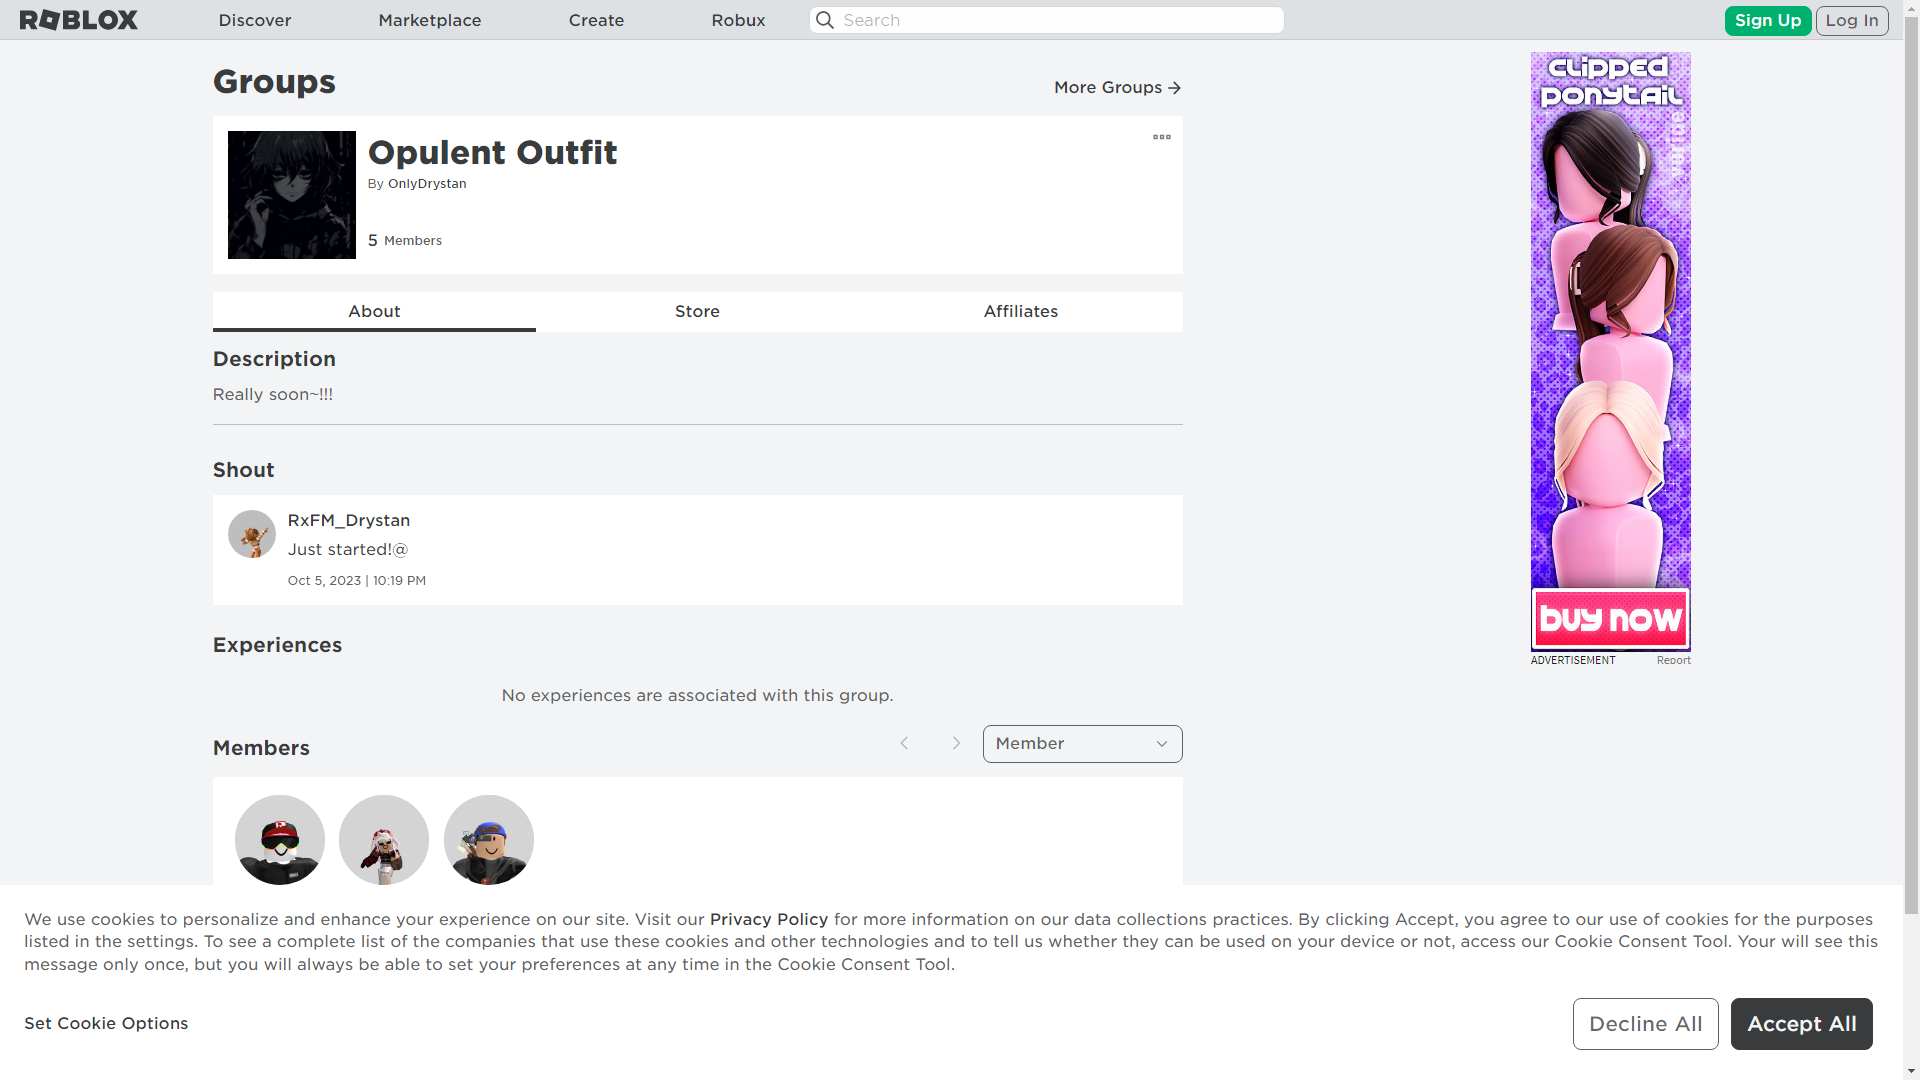 ROBLOX
Discover
Marketplace
Create
Robux
Search
Sign Up
Log In
Groups
More Groups
Opulent Outfit
By OnlyDrystan
5 Members
About
Store
Affiliates
Description
Really soon~!!!
Shout
RxFM_Drystan
Just started!@
Oct 5, 2023 | 10:19 PM
Experiences
No experiences are associated with this group.
Members
Member
clipped
ponytail
buy now
ADVERTISEMENT
Report
We use cookies to personalize and enhance your experience on our site. Visit our Privacy Policy for more information on our data collections practices. By clicking Accept, you agree to our use of cookies for the purposes
listed in the settings. To see a complete list of the companies that use these cookies and other technologies and to tell us whether they can be used on your device or not, access our Cookie Consent Tool. Your will see this
message only once, but you will always be able to set your preferences at any time in the Cookie Consent Tool.
Set Cookie Options
Decline All
Accept All